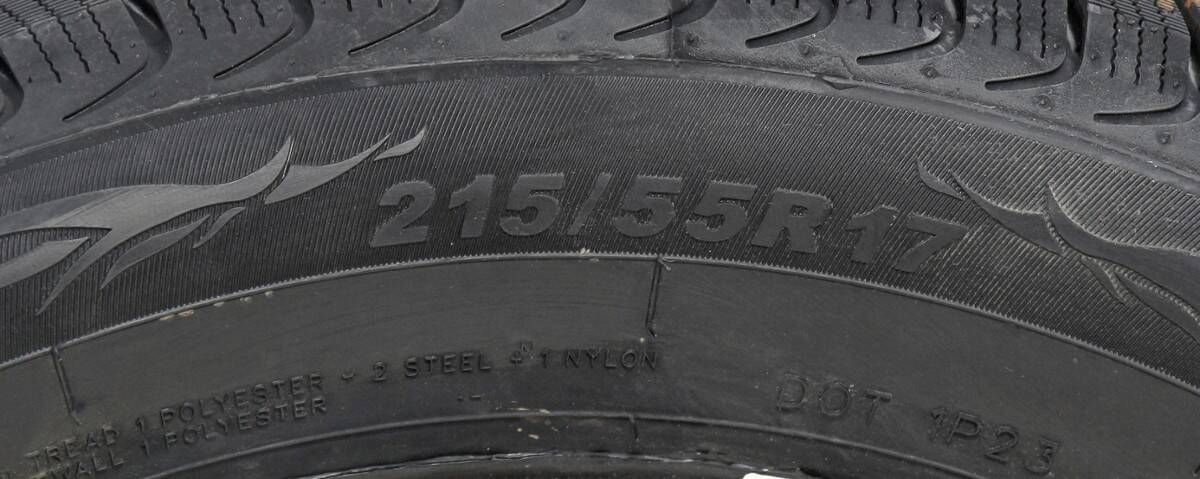 215/55R17
TREAD 1 POLYESTER + 2 STEEL + 1 NYLON
WALL 1 POLYESTER
DOT 1P23